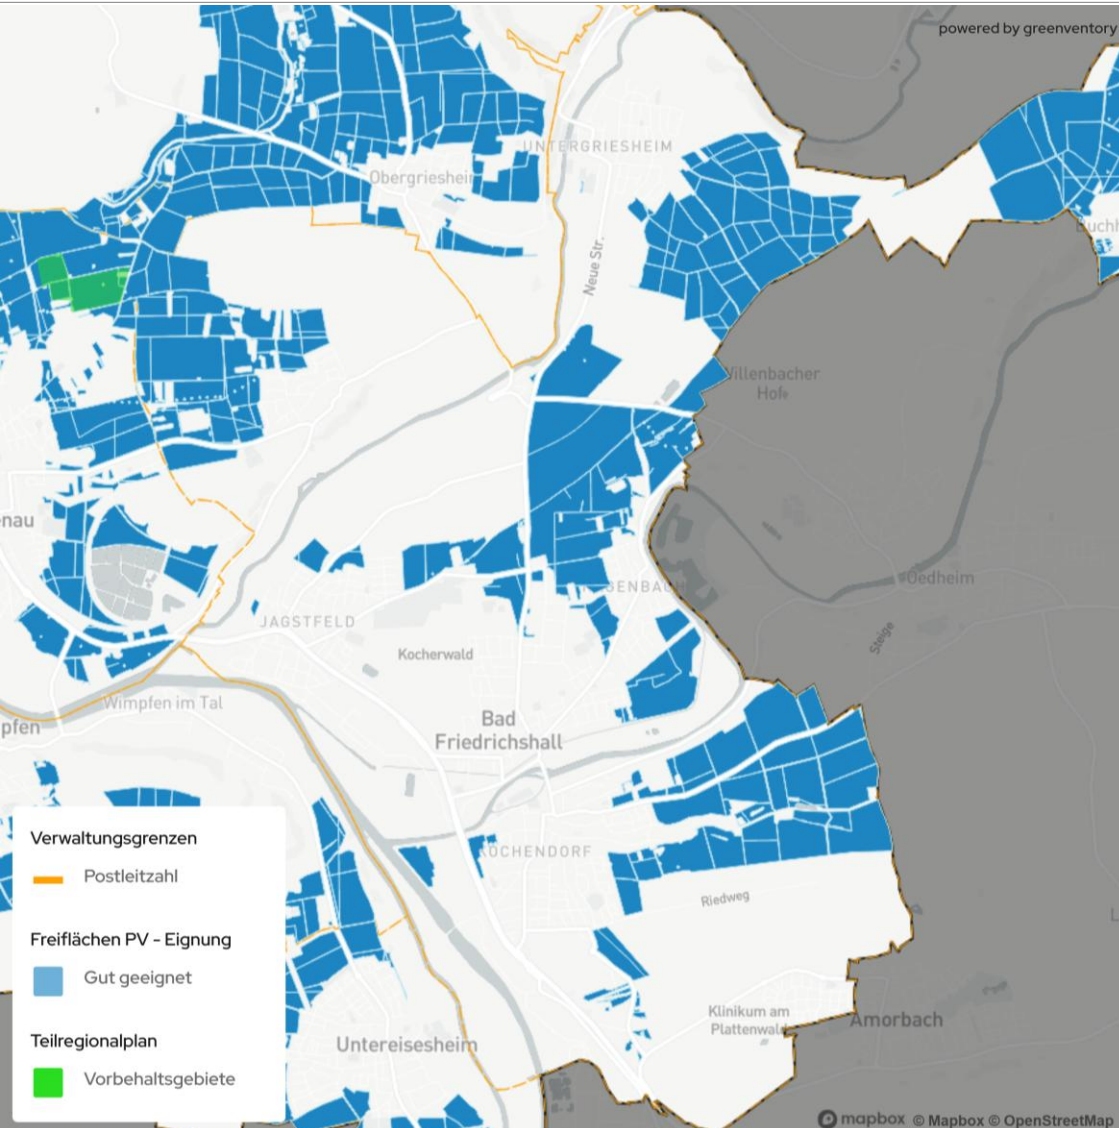 powered by greenventory
UNTERGRIESHEIM
Obergriesheim
Buchh
Neue Str.
Willenbacher
Hof
enau
GENBACH
Oedheim
JAGSTFELD
Steige
Kocherwald
Wimpfen im Tal
pfen
Bad
Friedrichshall
Verwaltungsgrenzen
Postleitzahl
KOCHENDORF
Riedweg
Freiflächen PV - Eignung
Gut geeignet
Klinikum am
Plattenwald
Amorbach
Teilregionalplan
Untereisesheim
Vorbehaltsgebiete
mapbox © Mapbox © OpenStreetMap